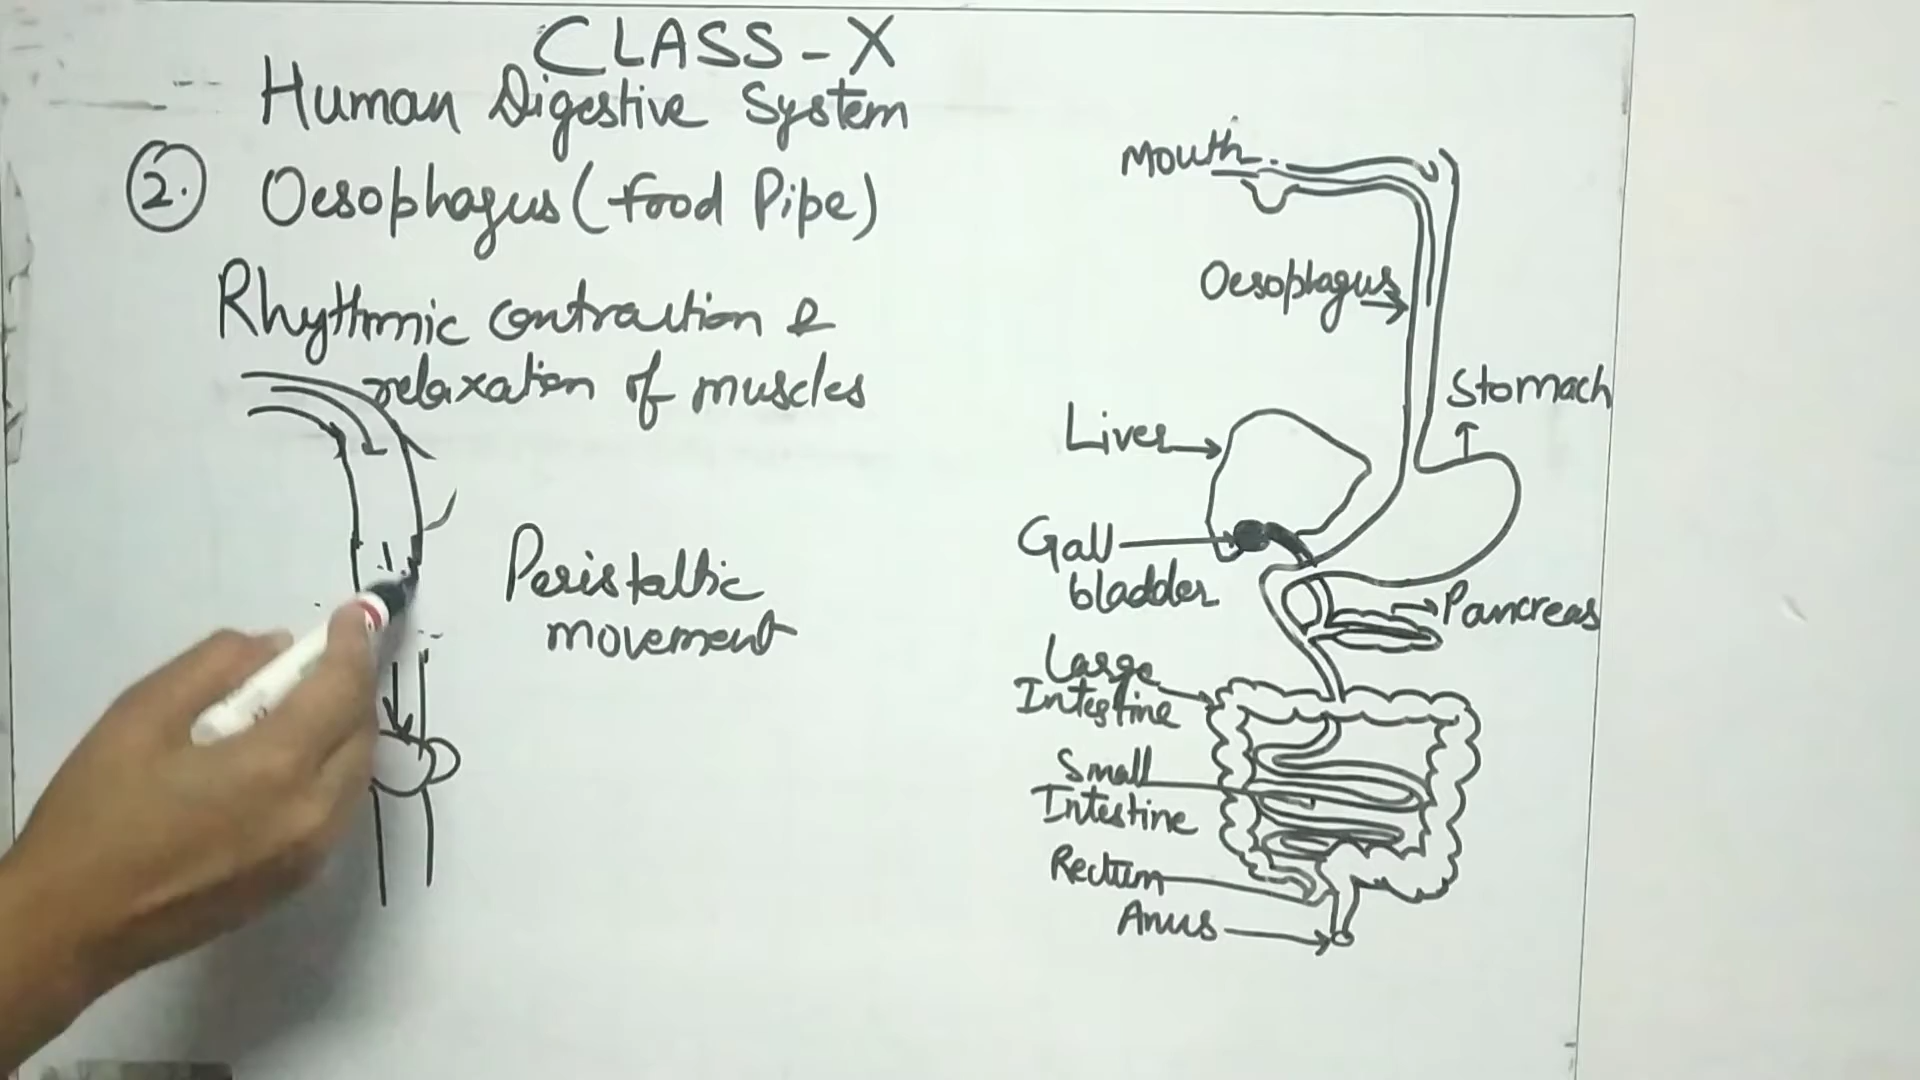 CLASS - X
Human Digestive System
2. Oesophagus (Food Pipe)
Rhythmic contraction &
relaxation of muscles
Peristaltic
movement
Mouth
Oesophagus
Stomach
Liver
Gall
bladder
Pancreas
Large
Intestine
Small
Intestine
Rectum
Anus